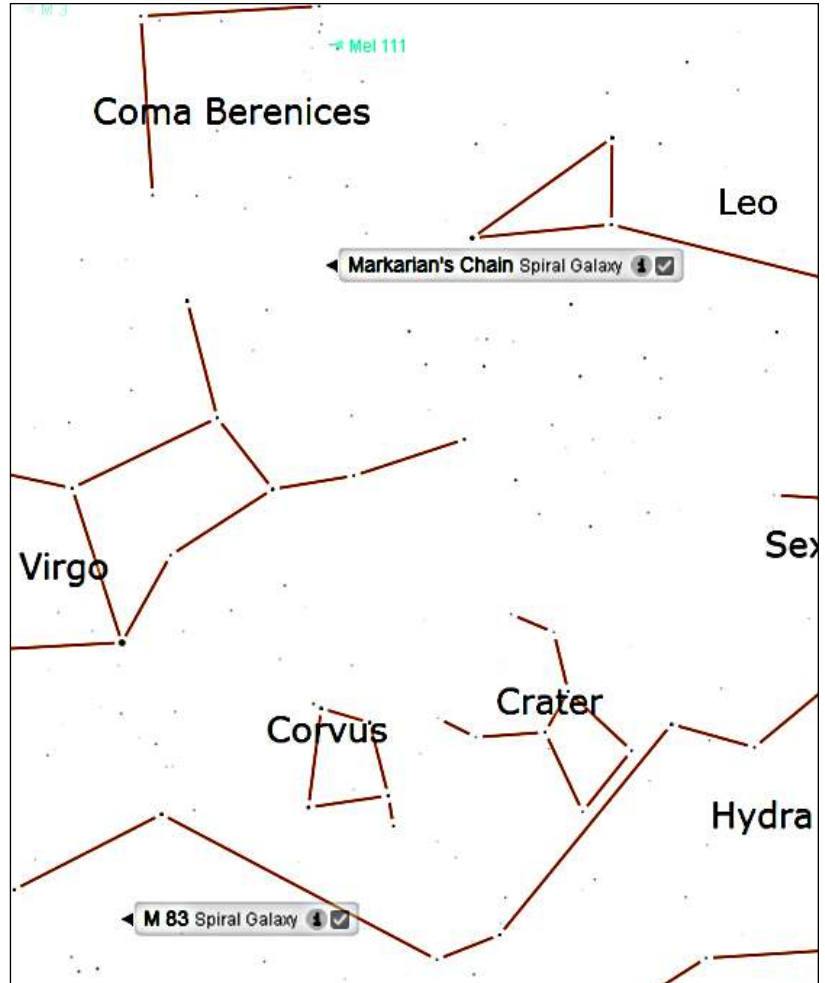 < M 3
Mel 111
Coma Berenices
Leo
Markarian's Chain Spiral Galaxy
Virgo
Sex
Corvus
Crater
Hydra
M 83 Spiral Galaxy